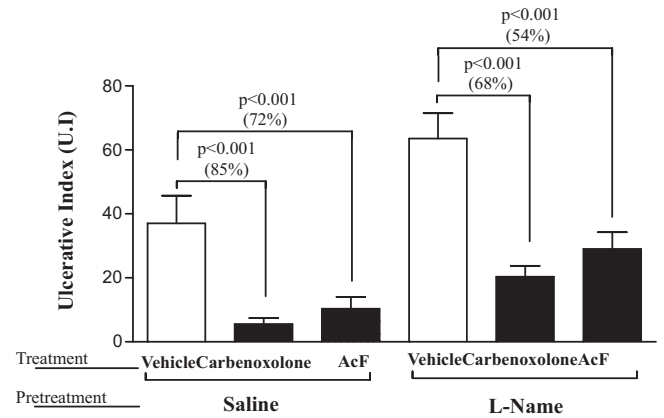 p<0.001
(54%)
p<0.001
(68%)
p<0.001
(72%)
p<0.001
(85%)
Ulcerative Index (U.I)
80
60
40
20
0
Treatment VehicleCarbenoxolone AcF VehicleCarbenoxoloneAcF
Pretreatment Saline L-Name